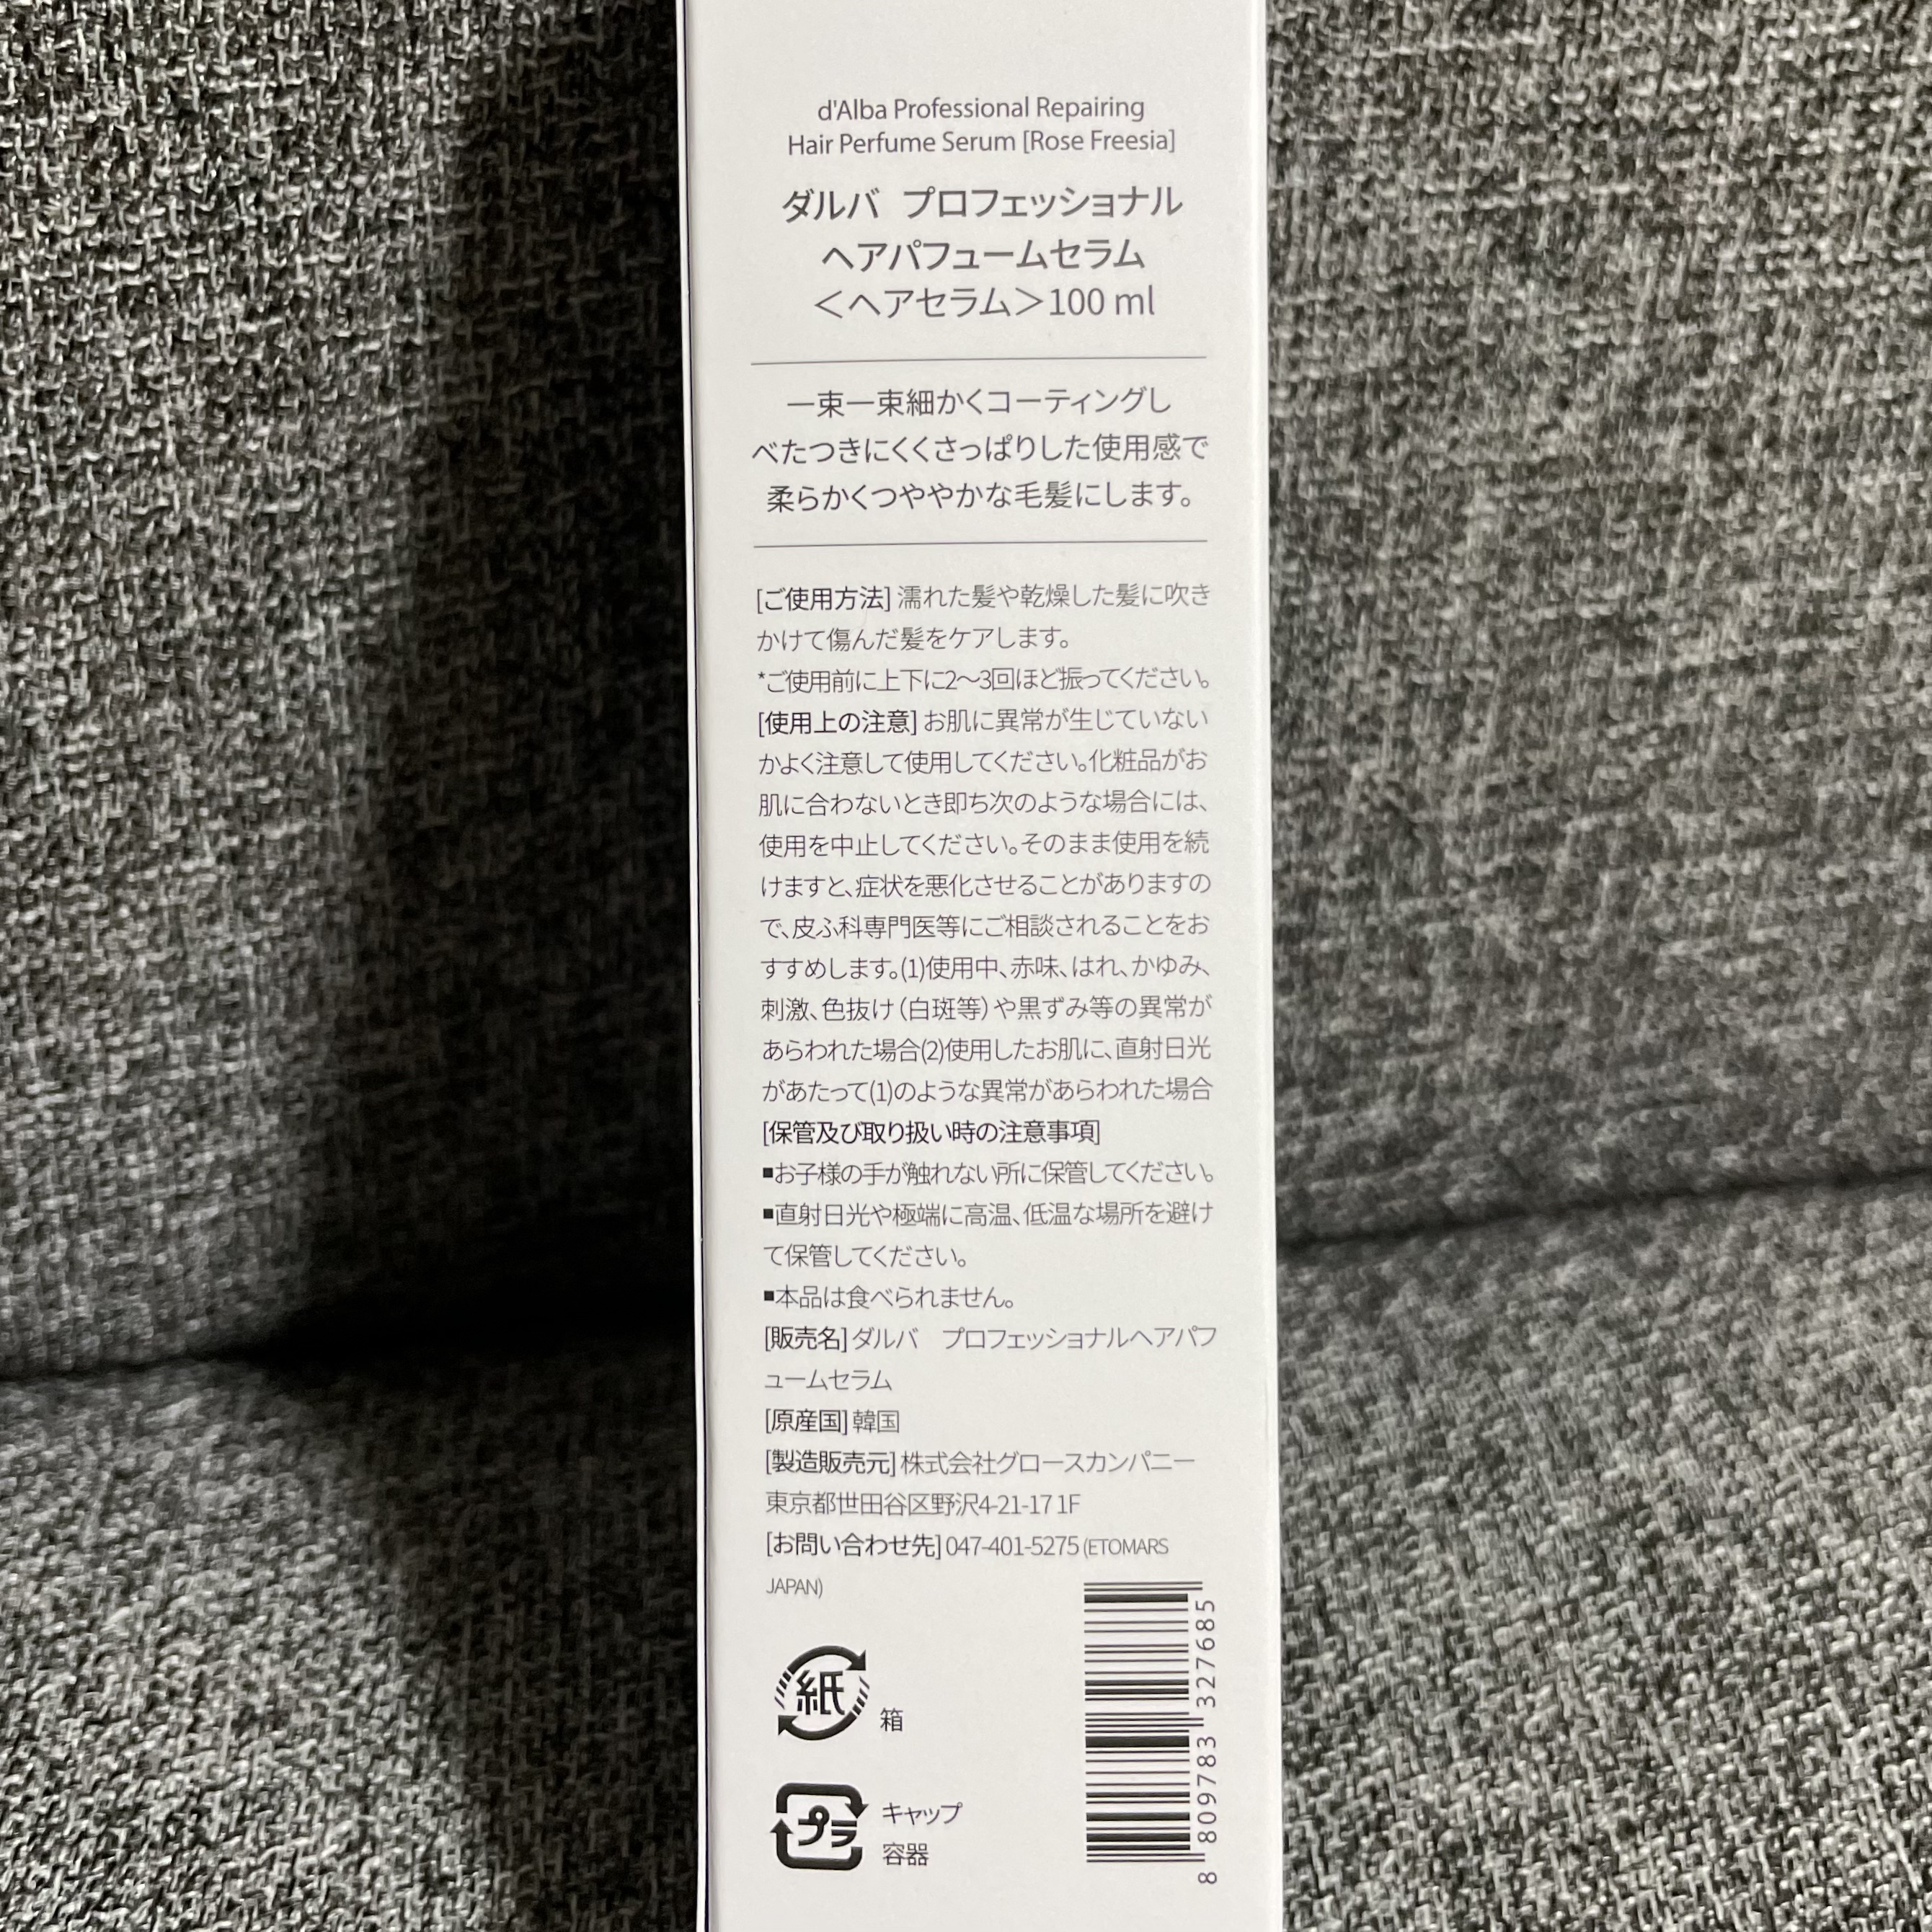 d'Alba Professional Repairing
Hair Perfume Serum [Rose Freesia]
ダルバ プロフェッショナル
ヘアパフュームセラム
＜ヘアセラム＞100 ml
一束一束細かくコーティングし
べたつきにくくさっぱりした使用感で
柔らかくつややかな毛髪にします。
[ご使用方法] 濡れた髪や乾燥した髪に吹き
かけて傷んだ髪をケアします。
*ご使用前に上下に2〜3回ほど振ってください。
[使用上の注意] お肌に異常が生じていない
かよく注意して使用してください。化粧品がお
肌に合わないとき即ち次のような場合には、
使用を中止してください。そのまま使用を続
けますと、症状を悪化させることがありますの
で、皮ふ科専門医等にご相談されることをお
すすめします。(1)使用中、赤味、はれ、かゆみ、
刺激、色抜け（白斑等）や黒ずみ等の異常が
あらわれた場合(2)使用したお肌に、直射日光
があたって(1)のような異常があらわれた場合
[保管及び取り扱い時の注意事項]
■お子様の手が触れない所に保管してください。
■直射日光や極端に高温、低温な場所を避け
て保管してください。
■本品は食べられません。
[販売名] ダルバ　プロフェッショナルヘアパフ
ュームセラム
[原産国] 韓国
[製造販売元] 株式会社グロースカンパニー
東京都世田谷区野沢4-21-17 1F
[お問い合わせ先] 047-401-5275 (ETOMARS
JAPAN)
紙 箱
プラ キャップ
容器
8 809783 327685